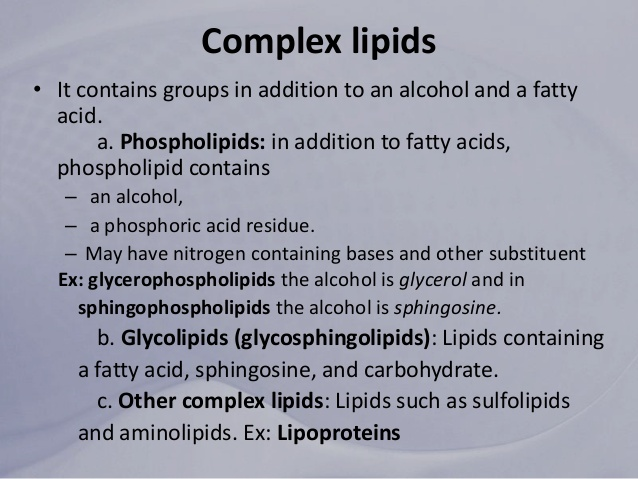 Complex lipids
• It contains groups in addition to an alcohol and a fatty
acid.
a. Phospholipids: in addition to fatty acids,
phospholipid contains
– an alcohol,
– a phosphoric acid residue.
– May have nitrogen containing bases and other substituent
Ex: glycerophospholipids the alcohol is glycerol and in
sphingophospholipids the alcohol is sphingosine.
b. Glycolipids (glycosphingolipids): Lipids containing
a fatty acid, sphingosine, and carbohydrate.
c. Other complex lipids: Lipids such as sulfolipids
and aminolipids. Ex: Lipoproteins